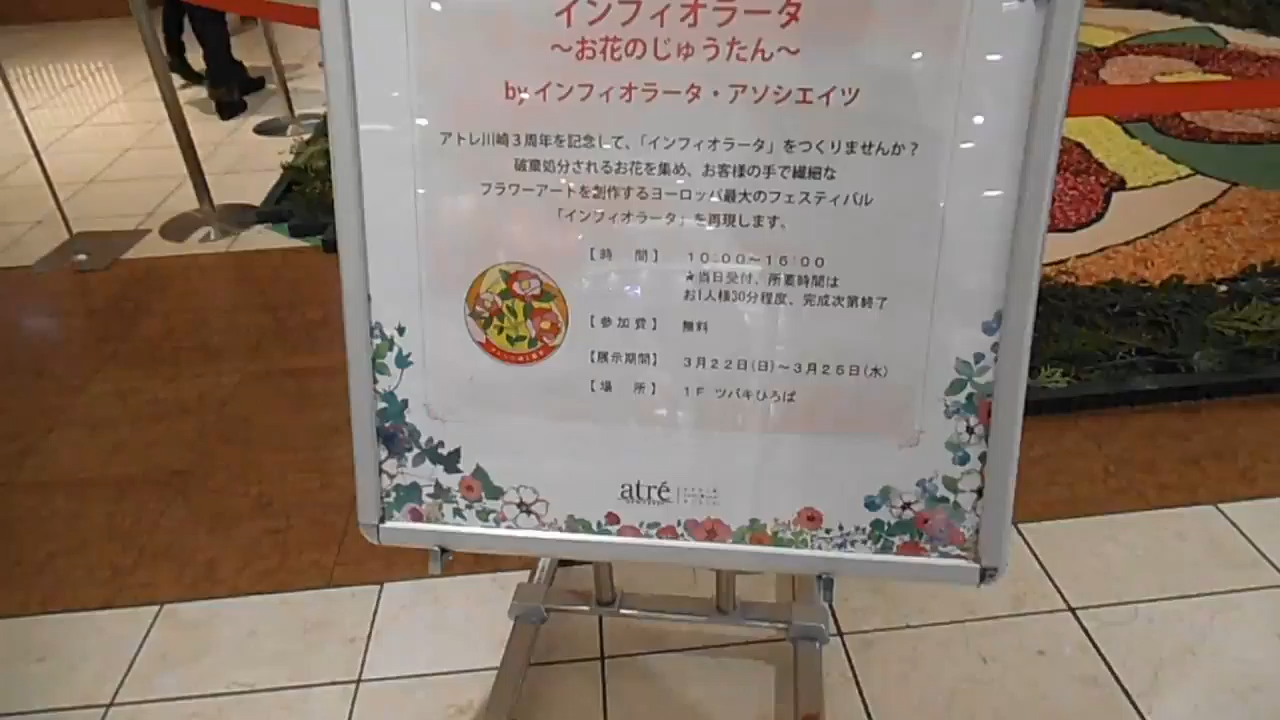 インフィオラータ
～お花のじゅうたん～
by インフィオラータ・アソシエイツ
アトレ川崎３周年を記念して、「インフィオラータ」をつくりませんか？
破棄処分されるお花を集め、お客様の手で繊細な
フラワーアートを創作するヨーロッパ最大のフェスティバル
「インフィオラータ」を再現します。
【時　間】 １０：００～１６：００
★当日受付、所要時間は
お1人様30分程度、完成次第終了
【参加費】 無料
【展示期間】 ３月２２日（日）～３月２５日（水）
【場　所】 １Ｆ ツバキひろば
atré